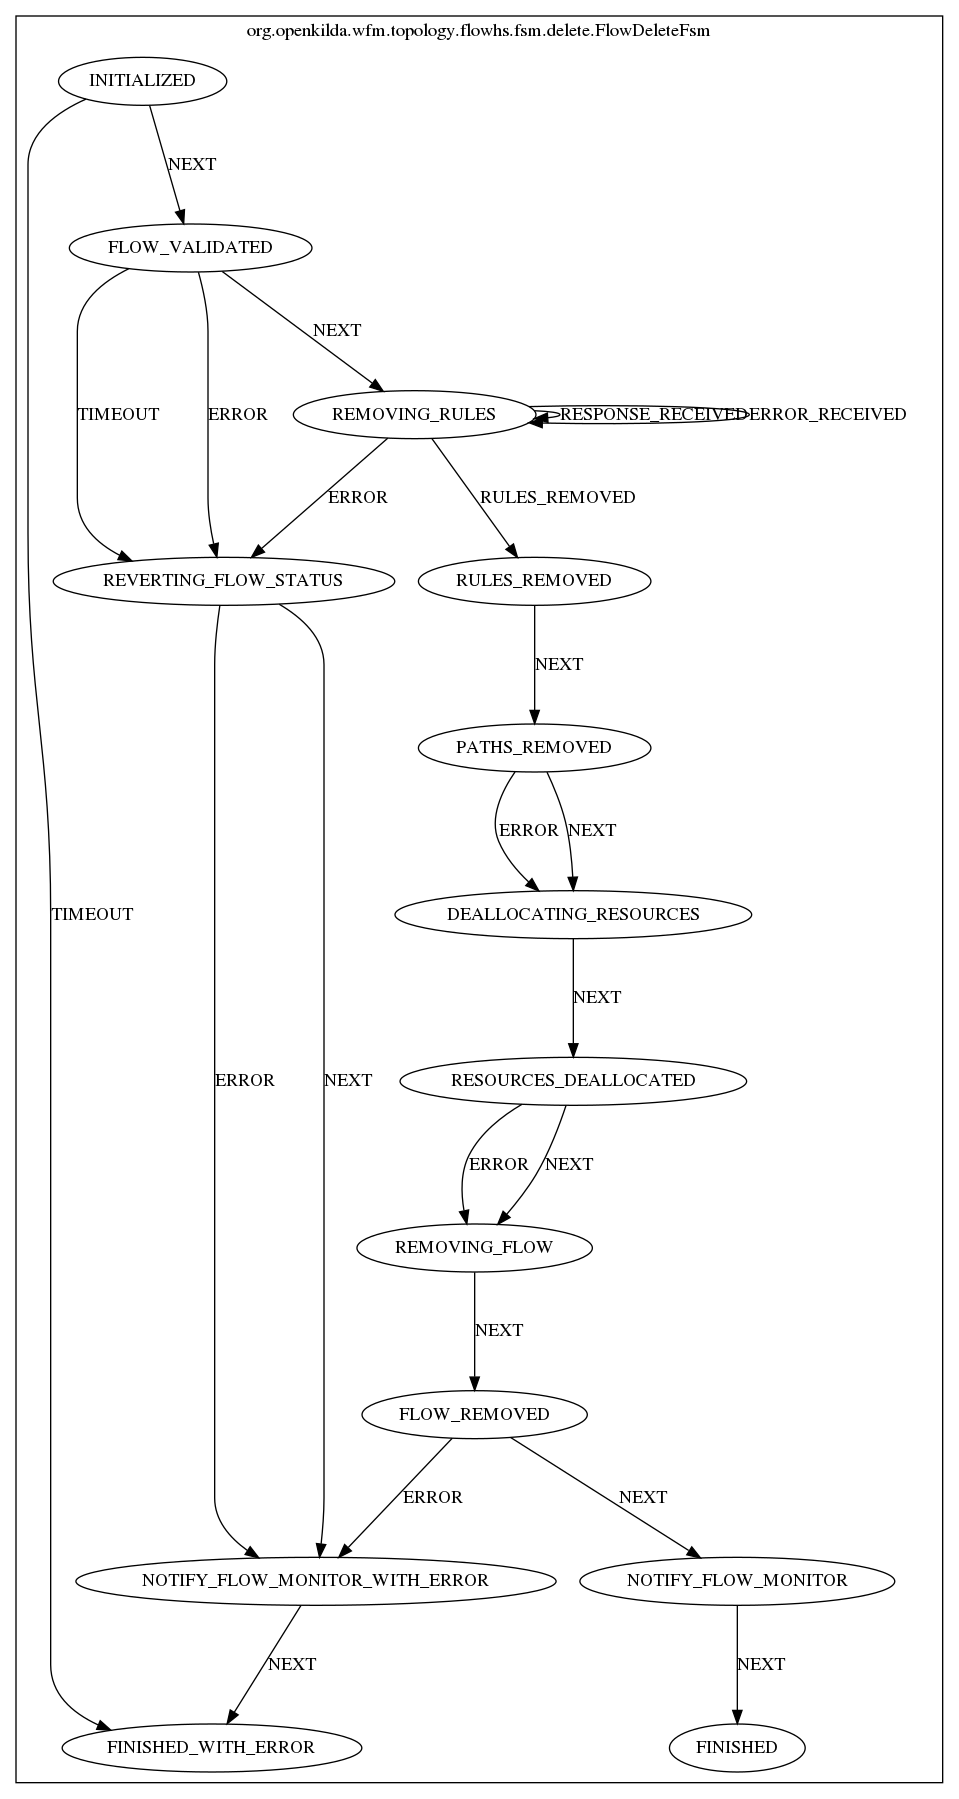 org.openkilda.wfm.topology.flowhs.fsm.delete.FlowDeleteFsm
INITIALIZED
NEXT
FLOW_VALIDATED
NEXT
TIMEOUT
ERROR
REMOVING_RULES
RESPONSE_RECEIVED
ERROR_RECEIVED
ERROR
RULES_REMOVED
REVERTING_FLOW_STATUS
RULES_REMOVED
NEXT
PATHS_REMOVED
ERROR
NEXT
TIMEOUT
DEALLOCATING_RESOURCES
NEXT
ERROR
NEXT
RESOURCES_DEALLOCATED
ERROR
NEXT
REMOVING_FLOW
NEXT
FLOW_REMOVED
ERROR
NEXT
NOTIFY_FLOW_MONITOR_WITH_ERROR
NOTIFY_FLOW_MONITOR
NEXT
NEXT
FINISHED_WITH_ERROR
FINISHED